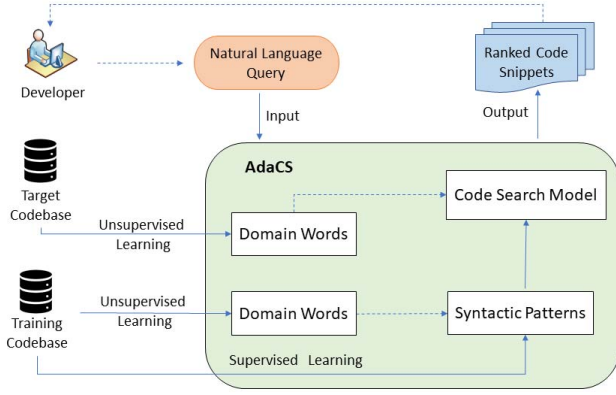 Developer
Natural Language
Query
Ranked Code
Snippets
Input
Output
AdaCS
Target
Codebase
Unsupervised
Learning
Domain Words
Code Search Model
Training
Codebase
Unsupervised
Learning
Domain Words
Syntactic Patterns
Supervised Learning